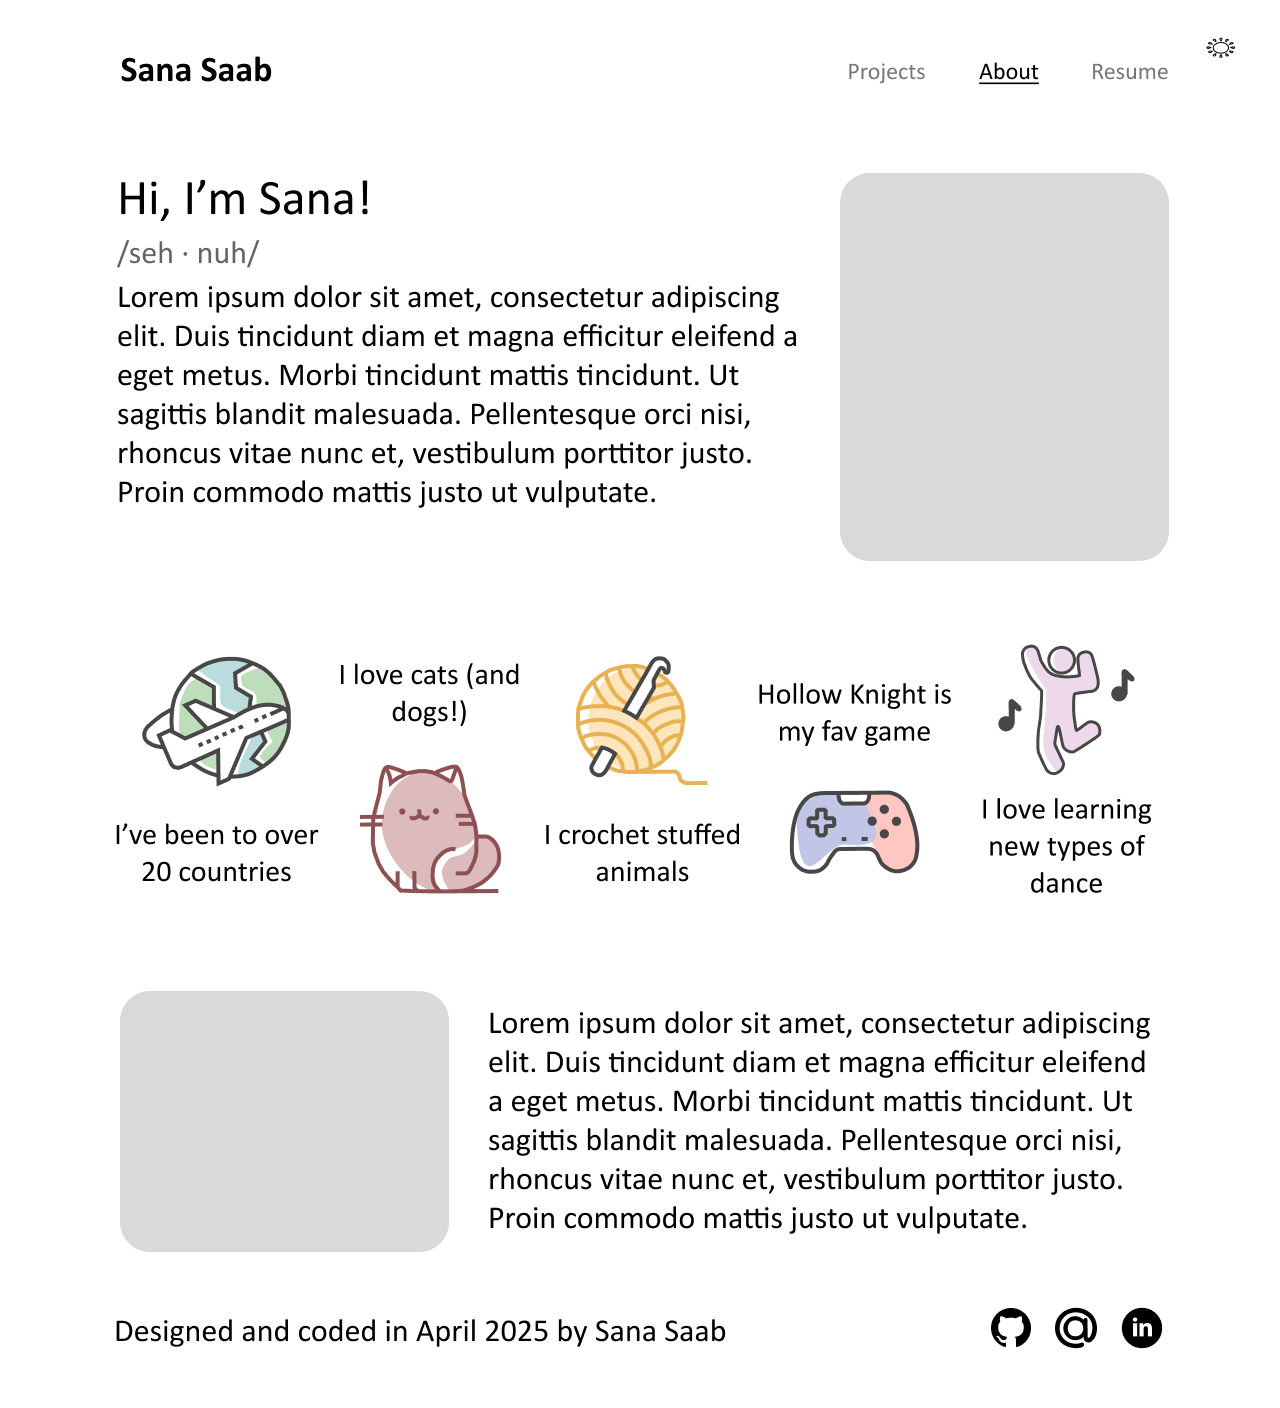 Sana Saab
Projects
About
Resume
Hi, I’m Sana!
/seh · nuh/
Lorem ipsum dolor sit amet, consectetur adipiscing
elit. Duis tincidunt diam et magna efficitur eleifend a
eget metus. Morbi tincidunt mattis tincidunt. Ut
sagittis blandit malesuada. Pellentesque orci nisi,
rhoncus vitae nunc et, vestibulum porttitor justo.
Proin commodo mattis justo ut vulputate.
I’ve been to over
20 countries
I love cats (and
dogs!)
I crochet stuffed
animals
Hollow Knight is
my fav game
I love learning
new types of
dance
Lorem ipsum dolor sit amet, consectetur adipiscing
elit. Duis tincidunt diam et magna efficitur eleifend
a eget metus. Morbi tincidunt mattis tincidunt. Ut
sagittis blandit malesuada. Pellentesque orci nisi,
rhoncus vitae nunc et, vestibulum porttitor justo.
Proin commodo mattis justo ut vulputate.
Designed and coded in April 2025 by Sana Saab
@
in